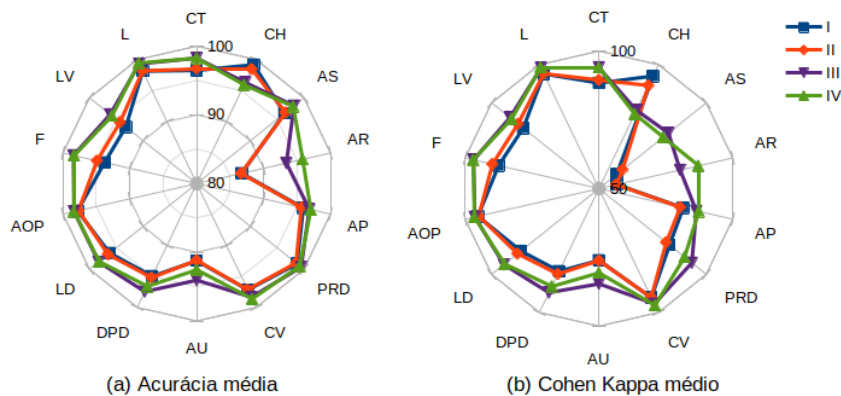 CT
CH
AS
AR
AP
PRD
CV
AU
DPD
LD
AOP
F
LV
L
100
90
80
(a) Acurácia média
CT
CH
AS
AR
AP
PRD
CV
AU
DPD
LD
AOP
F
LV
L
100
50
(b) Cohen Kappa médio
I
II
III
IV